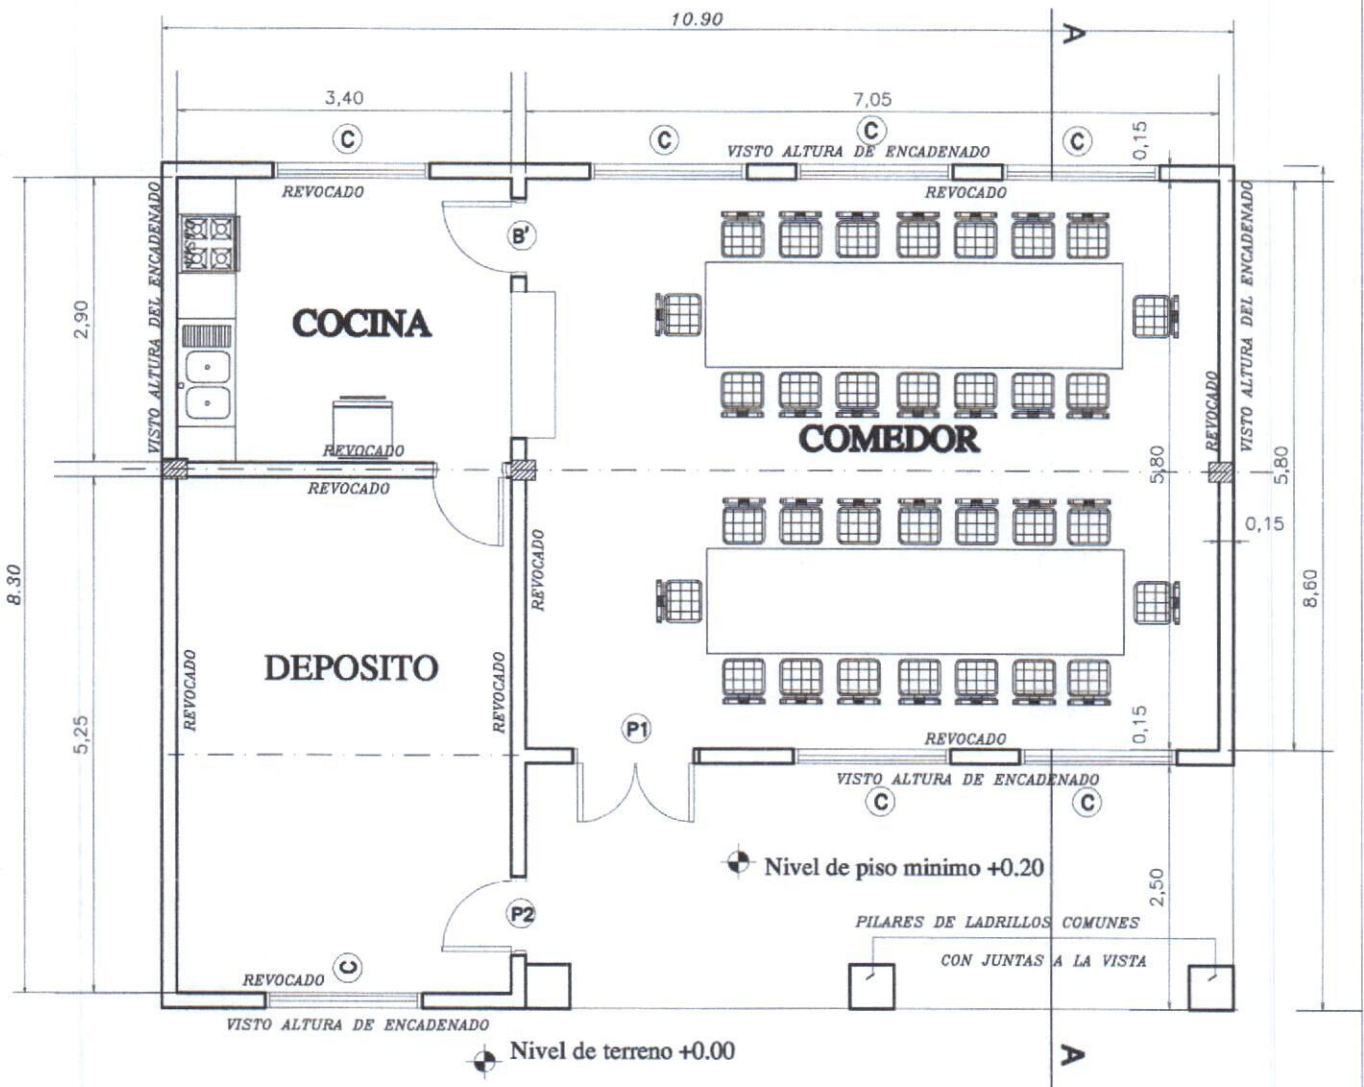 10.90
A
3,40
7,05
0,15
C
C
C
C
VISTO ALTURA DE ENCADENADO
REVOCADO
REVOCADO
VISTO ALTURA DEL ENCADENADO
VISTO ALTURA DEL ENCADENADO
B'
2,90
COCINA
REVOCADO
COMEDOR
REVOCADO
REVOCADO
5,80
5,80
0,15
REVOCADO
8.30
8,60
DEPOSITO
REVOCADO
REVOCADO
5,25
P1
0,15
REVOCADO
VISTO ALTURA DE ENCADENADO
C
C
Nivel de piso minimo +0.20
2,50
P2
PILARES DE LADRILLOS COMUNES
CON JUNTAS A LA VISTA
REVOCADO
C
VISTO ALTURA DE ENCADENADO
Nivel de terreno +0.00
A